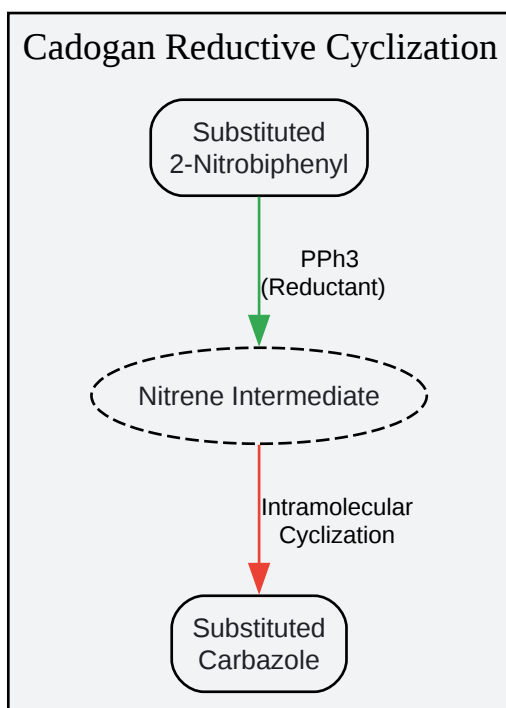 Cadogan Reductive Cyclization
Substituted
2-Nitrobiphenyl
PPh3
(Reductant)
Nitrene Intermediate
Intramolecular
Cyclization
Substituted
Carbazole